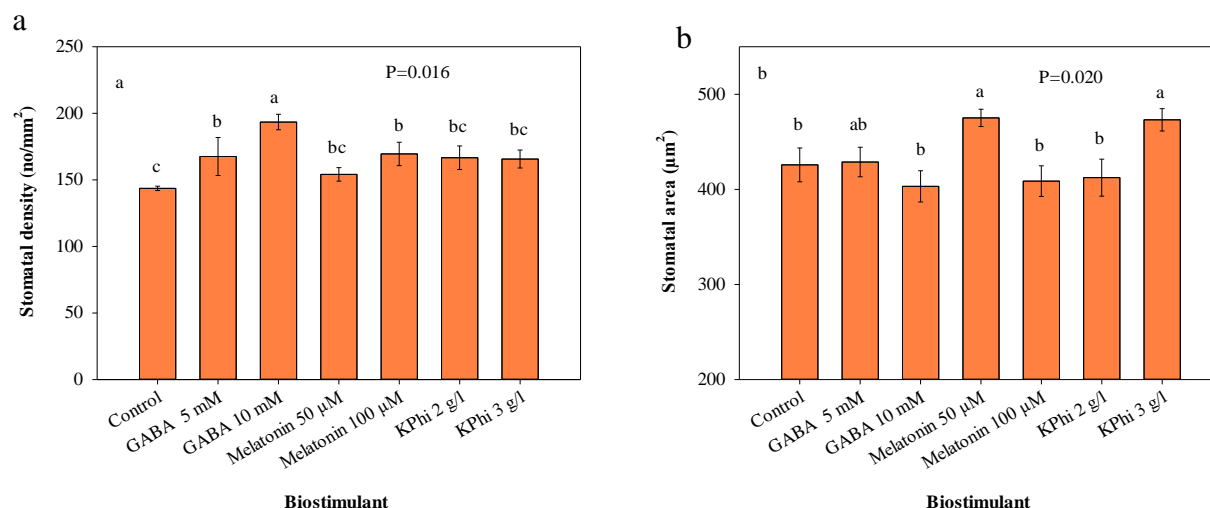 a
250
200
150
100
50
0
Stomatal density (no/mm²)
a
P=0.016
c
b
a
bc
b
bc
bc
Control
GABA 5 mM
GABA 10 mM
Melatonin 50 µM
Melatonin 100 µM
KPhi 2 g/l
KPhi 3 g/l
Biostimulant
b
500
400
300
200
Stomatal area (µm²)
b
P=0.020
b
ab
b
a
b
b
a
Control
GABA 5 mM
GABA 10 mM
Melatonin 50 µM
Melatonin 100 µM
KPhi 2 g/l
KPhi 3 g/l
Biostimulant